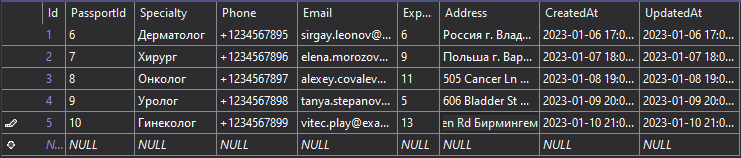 Id PassportId Specialty Phone Email Exp... Address CreatedAt UpdatedAt
1 6 Дерматолог +1234567895 sirgay.leonov@... 6 Россия г. Влад... 2023-01-06 17:0... 2023-01-06 17:0...
2 7 Хирург +1234567896 elena.morozov... 9 Польша г. Вар... 2023-01-07 18:0... 2023-01-07 18:0...
3 8 Онколог +1234567897 alexey.covalev... 11 505 Cancer Ln ... 2023-01-08 19:0... 2023-01-08 19:0...
4 9 Уролог +1234567898 tanya.stepanov... 5 606 Bladder St ... 2023-01-09 20:0... 2023-01-09 20:0...
5 10 Гинеколог +1234567899 vitec.play@exa... 13 en Rd Бирмингем 2023-01-10 21:0... 2023-01-10 21:0...
N... NULL NULL NULL NULL NULL NULL NULL NULL